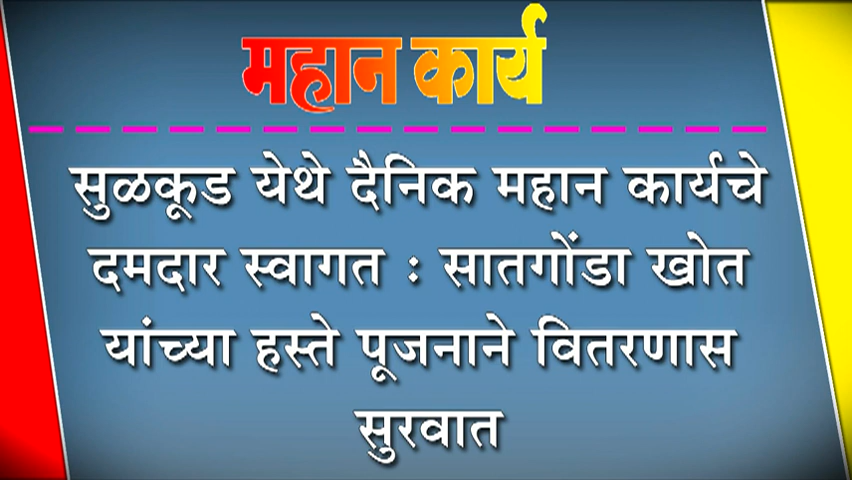 महान कार्य
सुळकूड येथे दैनिक महान कार्यचे
दमदार स्वागत : सातगोंडा खोत
यांच्या हस्ते पूजनाने वितरणास
सुरवात